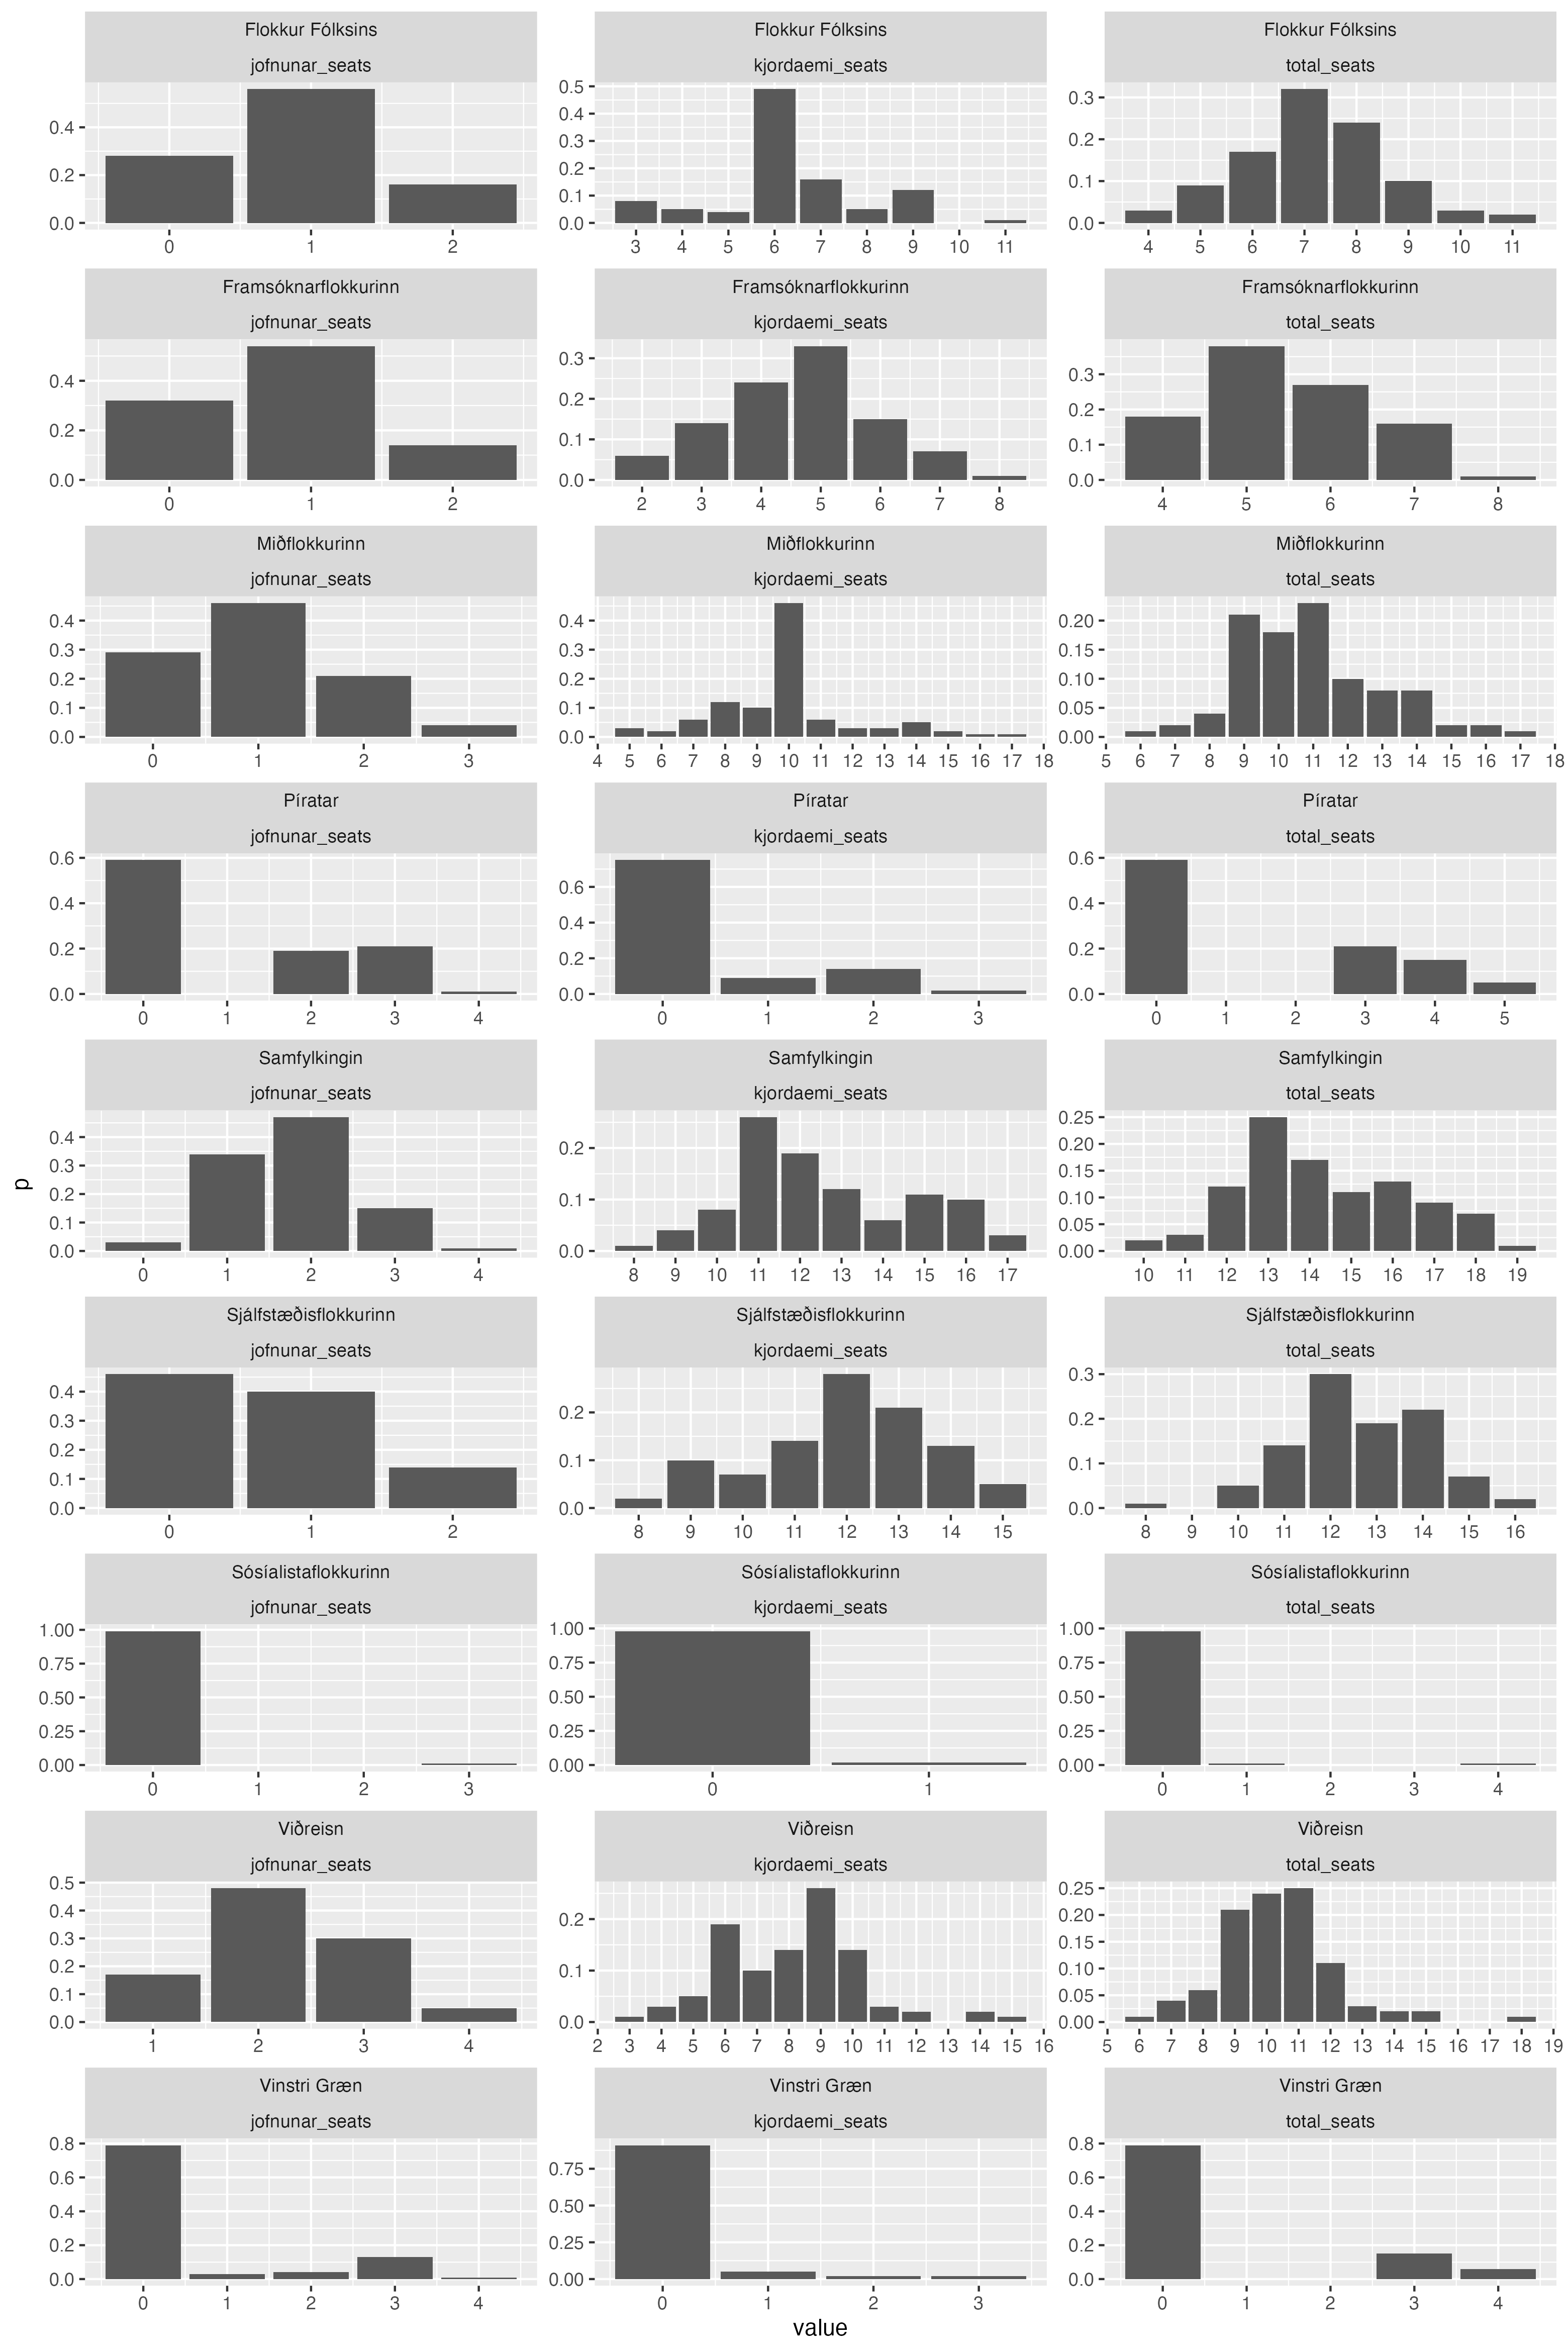 Flokkur Fólksins
jofnunar_seats
0.4
0.2
0.0
0 1 2
Flokkur Fólksins
kjordaemi_seats
0.5
0.4
0.3
0.2
0.1
0.0
3 4 5 6 7 8 9 10 11
Flokkur Fólksins
total_seats
0.3
0.2
0.1
0.0
4 5 6 7 8 9 10 11
Framsóknarflokkurinn
jofnunar_seats
0.4
0.2
0.0
0 1 2
Framsóknarflokkurinn
kjordaemi_seats
0.3
0.2
0.1
0.0
2 3 4 5 6 7 8
Framsóknarflokkurinn
total_seats
0.3
0.2
0.1
0.0
4 5 6 7 8
Miðflokkurinn
jofnunar_seats
0.4
0.3
0.2
0.1
0.0
0 1 2 3
Miðflokkurinn
kjordaemi_seats
0.4
0.3
0.2
0.1
0.0
4 5 6 7 8 9 10 11 12 13 14 15 16 17 18
Miðflokkurinn
total_seats
0.20
0.15
0.10
0.05
0.00
5 6 7 8 9 10 11 12 13 14 15 16 17 18
Píratar
jofnunar_seats
0.6
0.4
0.2
0.0
0 1 2 3 4
Píratar
kjordaemi_seats
0.6
0.4
0.2
0.0
0 1 2 3
Píratar
total_seats
0.6
0.4
0.2
0.0
0 1 2 3 4 5
Samfylkingin
jofnunar_seats
0.4
0.3
0.2
0.1
0.0
0 1 2 3 4
Samfylkingin
kjordaemi_seats
0.2
0.1
0.0
8 9 10 11 12 13 14 15 16 17
Samfylkingin
total_seats
0.25
0.20
0.15
0.10
0.05
0.00
10 11 12 13 14 15 16 17 18 19
p
Sjálfstæðisflokkurinn
jofnunar_seats
0.4
0.3
0.2
0.1
0.0
0 1 2
Sjálfstæðisflokkurinn
kjordaemi_seats
0.2
0.1
0.0
8 9 10 11 12 13 14 15
Sjálfstæðisflokkurinn
total_seats
0.3
0.2
0.1
0.0
8 9 10 11 12 13 14 15 16
Sósíalistaflokkurinn
jofnunar_seats
1.00
0.75
0.50
0.25
0.00
0 1 2 3
Sósíalistaflokkurinn
kjordaemi_seats
1.00
0.75
0.50
0.25
0.00
0 1
Sósíalistaflokkurinn
total_seats
1.00
0.75
0.50
0.25
0.00
0 1 2 3 4
Viðreisn
jofnunar_seats
0.5
0.4
0.3
0.2
0.1
0.0
1 2 3 4
Viðreisn
kjordaemi_seats
0.2
0.1
0.0
2 3 4 5 6 7 8 9 10 11 12 13 14 15 16
Viðreisn
total_seats
0.25
0.20
0.15
0.10
0.05
0.00
5 6 7 8 9 10 11 12 13 14 15 16 17 18 19
Vinstri Græn
jofnunar_seats
0.8
0.6
0.4
0.2
0.0
0 1 2 3 4
Vinstri Græn
kjordaemi_seats
0.75
0.50
0.25
0.00
0 1 2 3
Vinstri Græn
total_seats
0.8
0.6
0.4
0.2
0.0
0 1 2 3 4
value